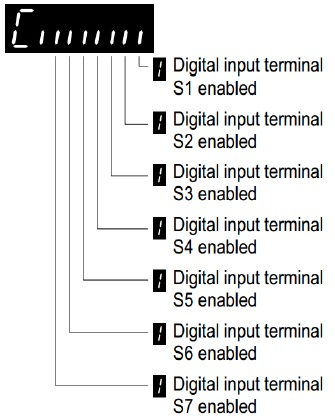 Digital input terminal
S1 enabled
Digital input terminal
S2 enabled
Digital input terminal
S3 enabled
Digital input terminal
S4 enabled
Digital input terminal
S5 enabled
Digital input terminal
S6 enabled
Digital input terminal
S7 enabled